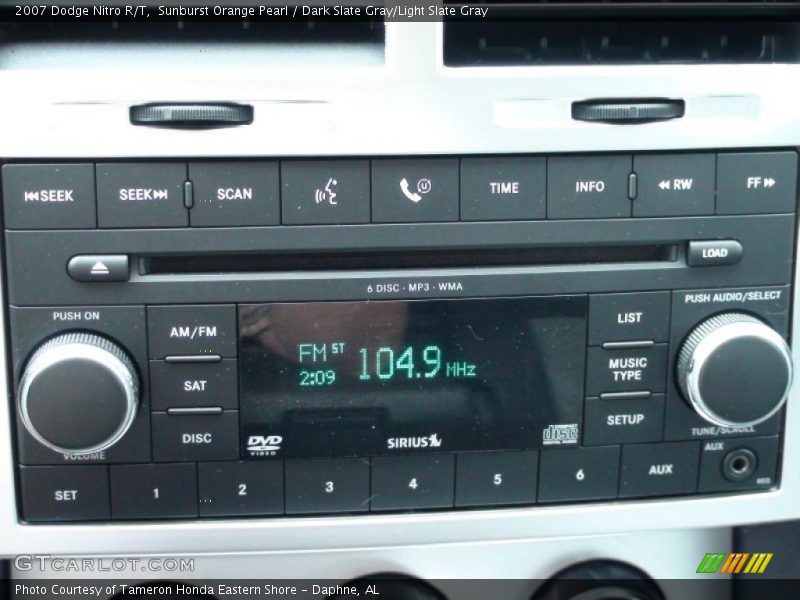 2007 Dodge Nitro R/T, Sunburst Orange Pearl / Dark Slate Gray/Light Slate Gray
SEEK SEEK SCAN U TIME INFO RW FF
LOAD
6 DISC · MP3 · WMA
PUSH ON
PUSH AUDIO/SELECT
AM/FM
SAT
DISC
FM ST 104.9 MHz
2:09
LIST
MUSIC TYPE
SETUP
DVD VIDEO
SIRIUS
disc
VOLUME
TUNE/SCROLL
SET 1 2 3 4 5 6 AUX
AUX
GTCarLot.com
Photo Courtesy of Tameron Honda Eastern Shore - Daphne, AL